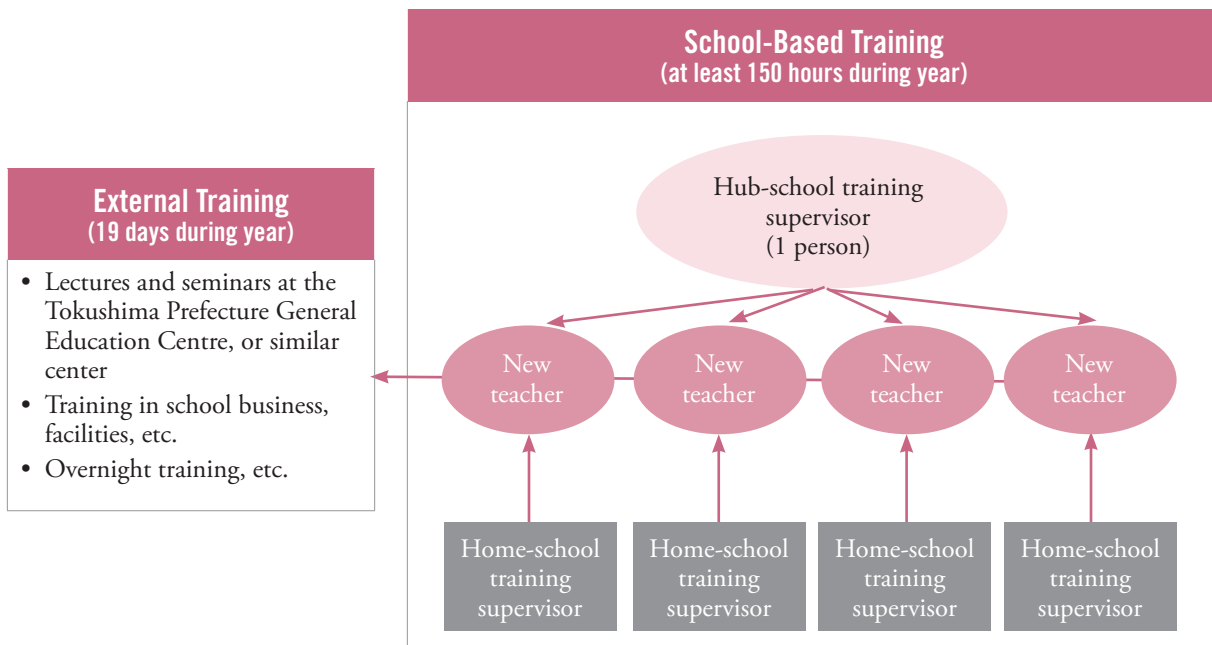 School-Based Training
(at least 150 hours during year)
Hub-school training
supervisor
(1 person)
External Training
(19 days during year)
• Lectures and seminars at the
Tokushima Prefecture General
Education Centre, or similar
center
• Training in school business,
facilities, etc.
• Overnight training, etc.
New
teacher
New
teacher
New
teacher
New
teacher
Home-school
training
supervisor
Home-school
training
supervisor
Home-school
training
supervisor
Home-school
training
supervisor